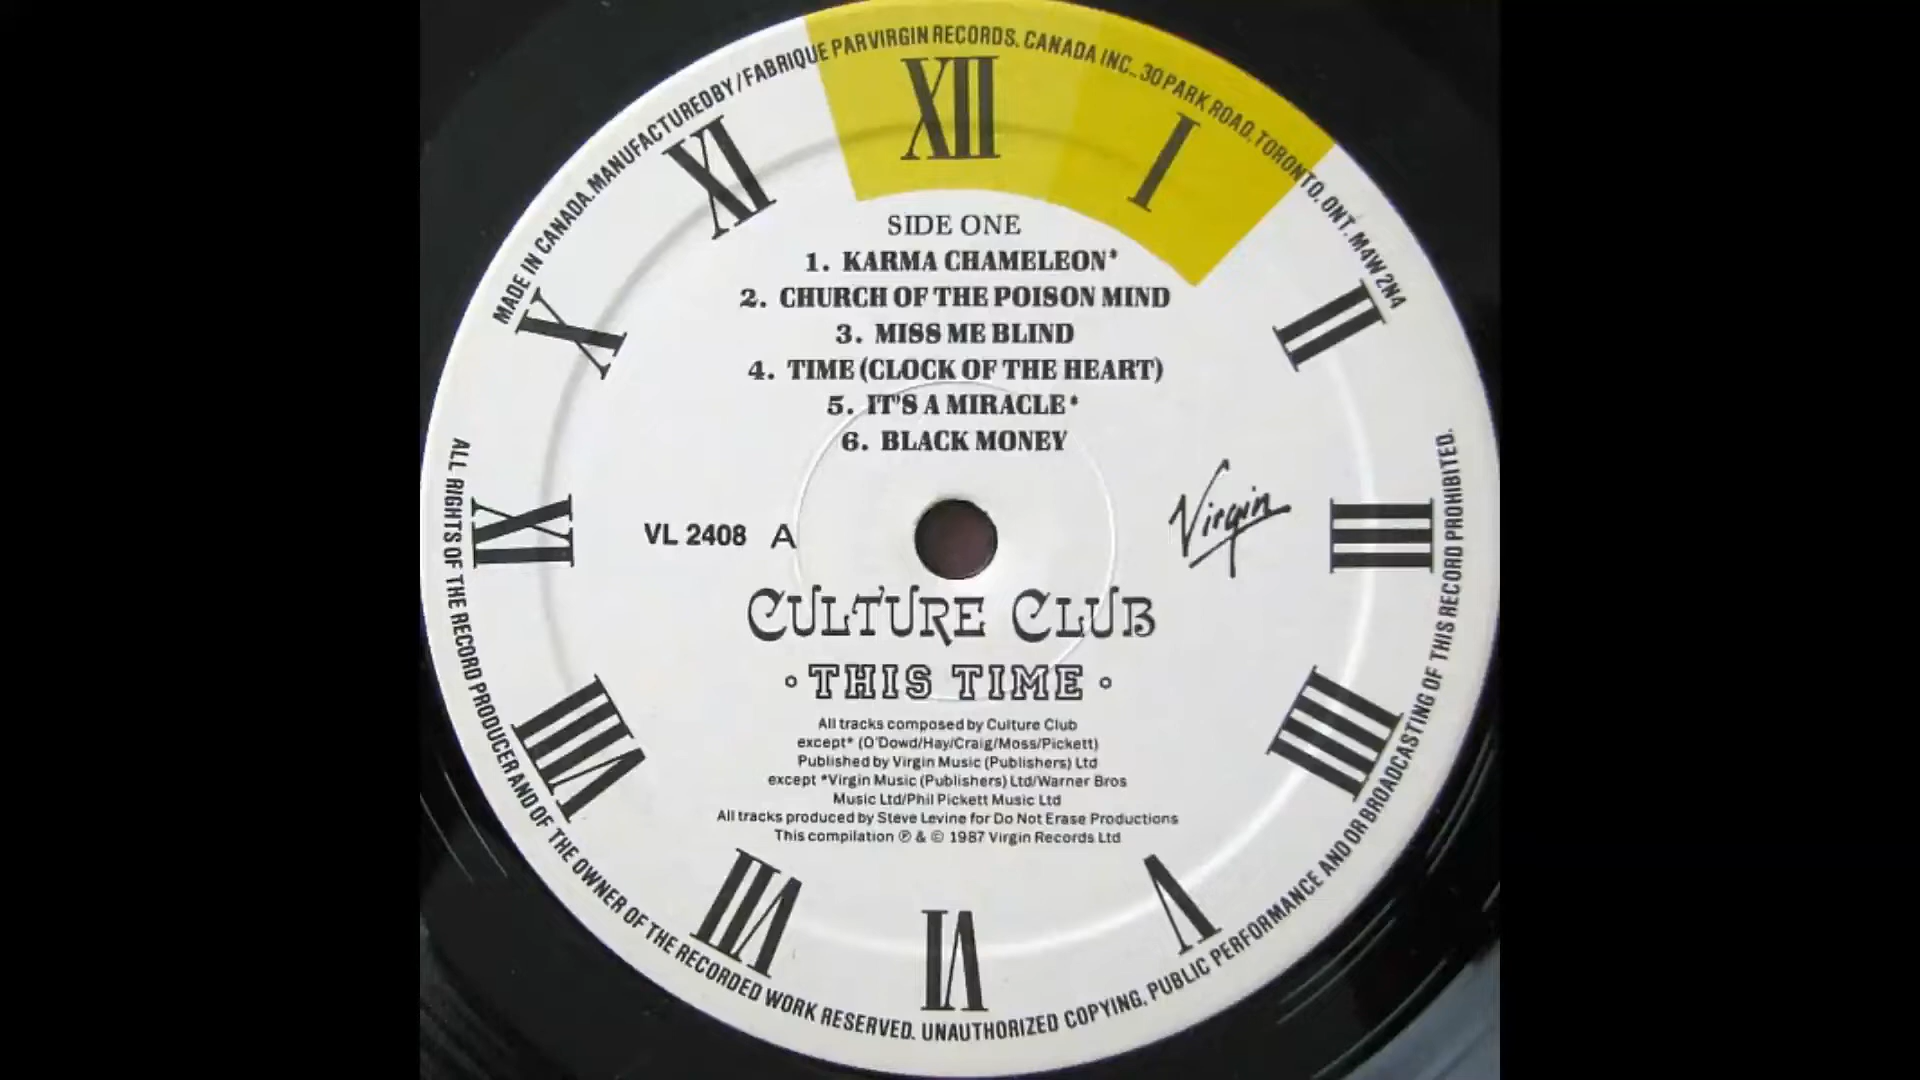 MADE IN CANADA. MANUFACTURED BY / FABRIQUE PAR VIRGIN RECORDS. CANADA INC., 30 PARK ROAD, TORONTO, ONT. M4W 2N4
XII
I
II
III
IIII
V
VI
VII
VIII
IX
X
XI
SIDE ONE
1. KARMA CHAMELEON*
2. CHURCH OF THE POISON MIND
3. MISS ME BLIND
4. TIME (CLOCK OF THE HEART)
5. IT'S A MIRACLE*
6. BLACK MONEY
VL 2408 A
Virgin
CULTURE CLUB
• THIS TIME •
All tracks composed by Culture Club
except* (O'Dowd/Hay/Craig/Moss/Pickett)
Published by Virgin Music (Publishers) Ltd
except *Virgin Music (Publishers) Ltd/Warner Bros
Music Ltd/Phil Pickett Music Ltd
All tracks produced by Steve Levine for Do Not Erase Productions
This compilation ℗ & © 1987 Virgin Records Ltd
ALL RIGHTS OF THE RECORD PRODUCER AND OF THE OWNER OF THE RECORDED WORK RESERVED. UNAUTHORIZED COPYING, PUBLIC PERFORMANCE AND OR BROADCASTING OF THIS RECORD PROHIBITED.